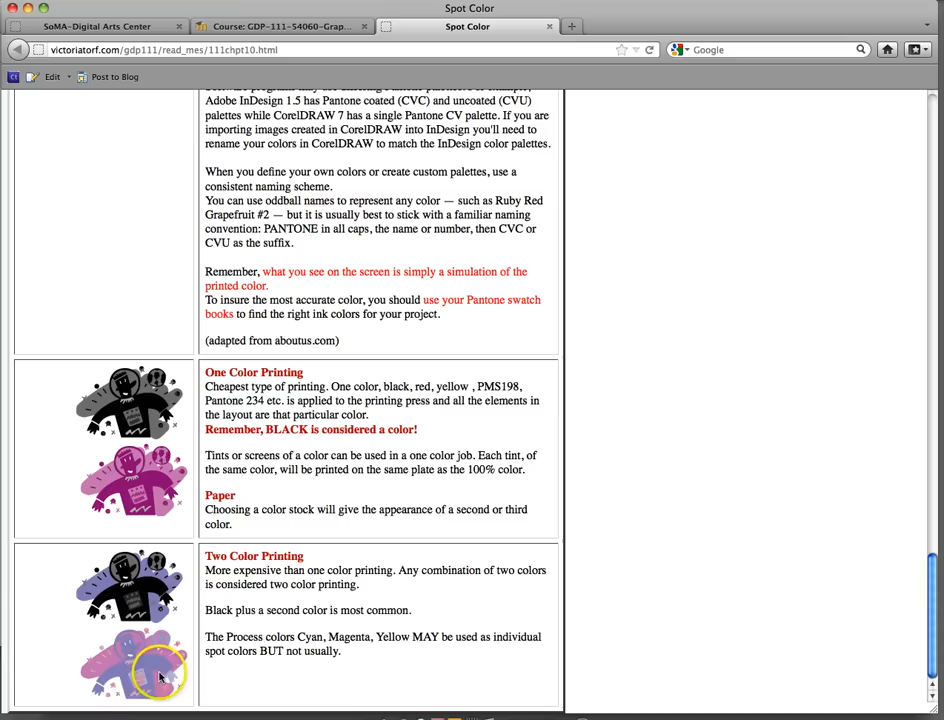 Spot Color
SoMA-Digital Arts Center
Course: GDP-111-54060-Grap...
Spot Color
victoriatorf.com/gdp111/read_mes/111chpt10.html
Google
Edit
Post to Blog
Adobe InDesign 1.5 has Pantone coated (CVC) and uncoated (CVU)
palettes while CorelDRAW 7 has a single Pantone CV palette. If you are
importing images created in CorelDRAW into InDesign you'll need to
rename your colors in CorelDRAW to match the InDesign color palettes.
When you define your own colors or create custom palettes, use a
consistent naming scheme.
You can use oddball names to represent any color — such as Ruby Red
Grapefruit #2 — but it is usually best to stick with a familiar naming
convention: PANTONE in all caps, the name or number, then CVC or
CVU as the suffix.
Remember, what you see on the screen is simply a simulation of the
printed color.
To insure the most accurate color, you should use your Pantone swatch
books to find the right ink colors for your project.
(adapted from aboutus.com)
One Color Printing
Cheapest type of printing. One color, black, red, yellow , PMS198,
Pantone 234 etc. is applied to the printing press and all the elements in
the layout are that particular color.
Remember, BLACK is considered a color!
Tints or screens of a color can be used in a one color job. Each tint, of
the same color, will be printed on the same plate as the 100% color.
Paper
Choosing a color stock will give the appearance of a second or third
color.
Two Color Printing
More expensive than one color printing. Any combination of two colors
is considered two color printing.
Black plus a second color is most common.
The Process colors Cyan, Magenta, Yellow MAY be used as individual
spot colors BUT not usually.